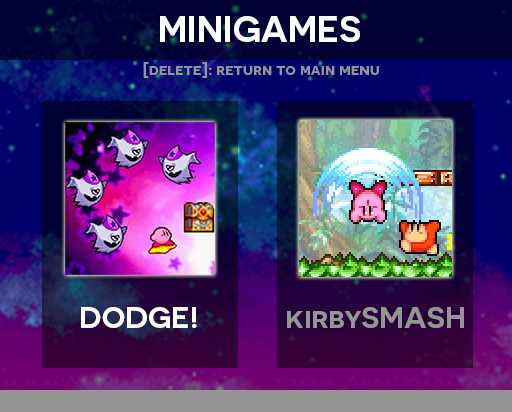 MINIGAMES
[DELETE]: RETURN TO MAIN MENU
DODGE!
KIRBYSMASH